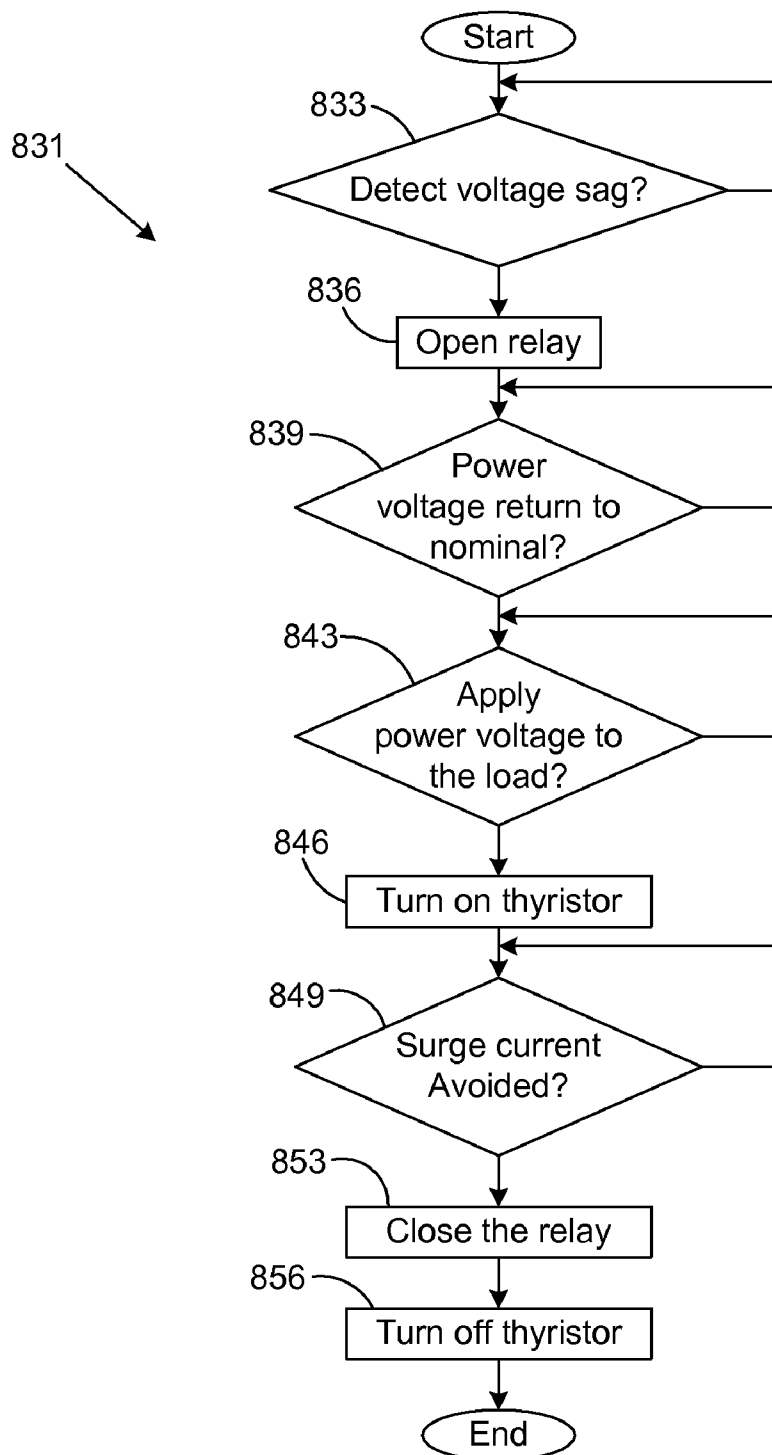 Start
833
831
Detect voltage sag?
836
Open relay
839
Power
voltage return to
nominal?
843
Apply
power voltage to
the load?
846
Turn on thyristor
849
Surge current
Avoided?
853
Close the relay
856
Turn off thyristor
End